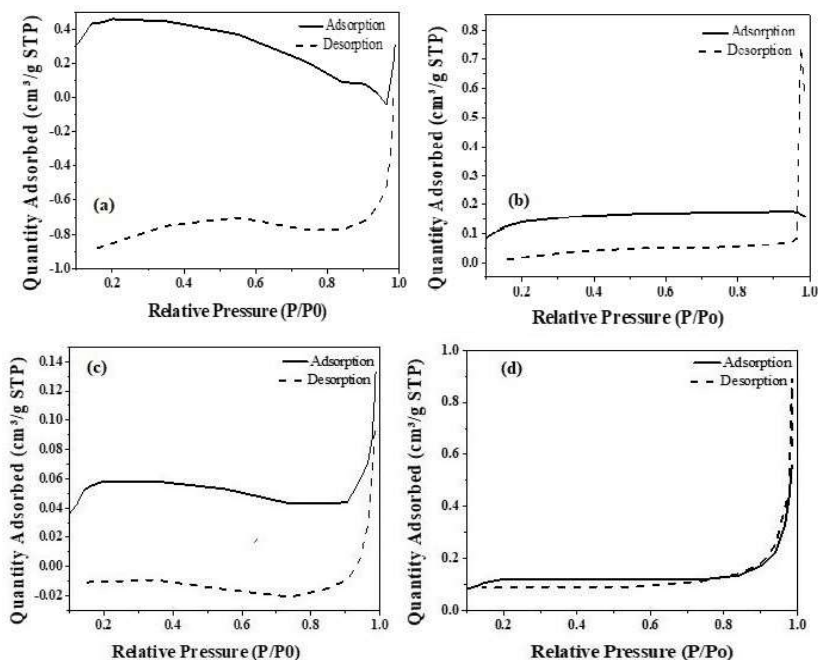 Adsorption
Desorption
(a)
Quantity Adsorbed (cm³/g STP)
0.4
0.2
0.0
-0.2
-0.4
-0.6
-0.8
-1.0
0.2
0.4
0.6
0.8
1.0
Relative Pressure (P/P0)
Adsorption
Desorption
(b)
Quantity Adsorbed (cm³/g STP)
0.8
0.7
0.6
0.5
0.4
0.3
0.2
0.1
0.0
0.2
0.4
0.6
0.8
1.0
Relative Pressure (P/Po)
(c)
Adsorption
Desorption
Quantity Adsorbed (cm³/g STP)
0.14
0.12
0.10
0.08
0.06
0.04
0.02
-0.00
-0.02
0.2
0.4
0.6
0.8
1.0
Relative Pressure (P/P0)
(d)
Adsorption
Desorption
Quantity Adsorbed (cm³/g STP)
1.0
0.8
0.6
0.4
0.2
0.0
0.2
0.4
0.6
0.8
1.0
Relative Pressure (P/Po)